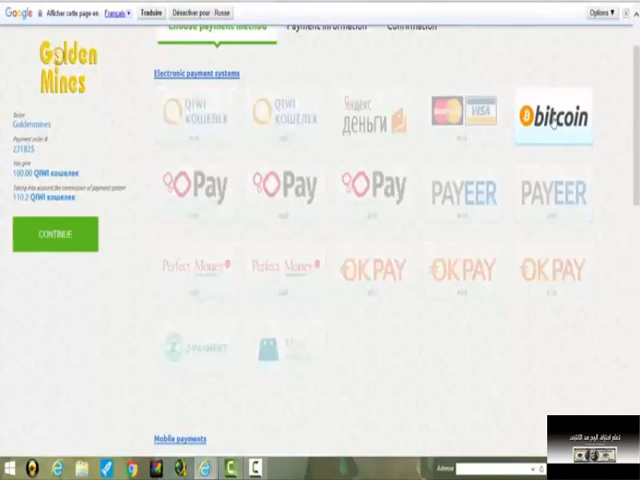 Google
Afficher cette page en
Français
Traduire
Désactiver pour : Russe
Options
Choose payment method
Payment information
Confirmation
Golden
Mines
Electronic payment systems
Seller
Goldenmines
Payment order #
231825
You give
100.00 QIWI кошелек
Taking into account the commission of payment system
110.2 QIWI кошелек
CONTINUE
QIWI
КОШЕЛЕК
QIWI
КОШЕЛЕК
Яндекс
деньги
MasterCard
VISA
bitcoin
Pay
Pay
Pay
PAYEER
PAYEER
Perfect Money
Perfect Money
OKPAY
OKPAY
OKPAY
Z-PAYMENT
Mobile payments
Adresse